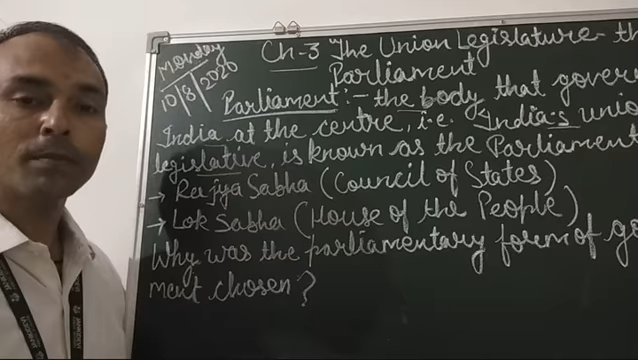 Monday
10/8/2020
Ch-3 The Union Legislature - th
Parliament
Parliament :- the body that gover
India at the centre, i.e. India's unio
legislative, is known as the Parliament
→ Rajya Sabha (Council of States)
→ Lok Sabha (House of the People)
Why was the parliamentary form of go
ment chosen?